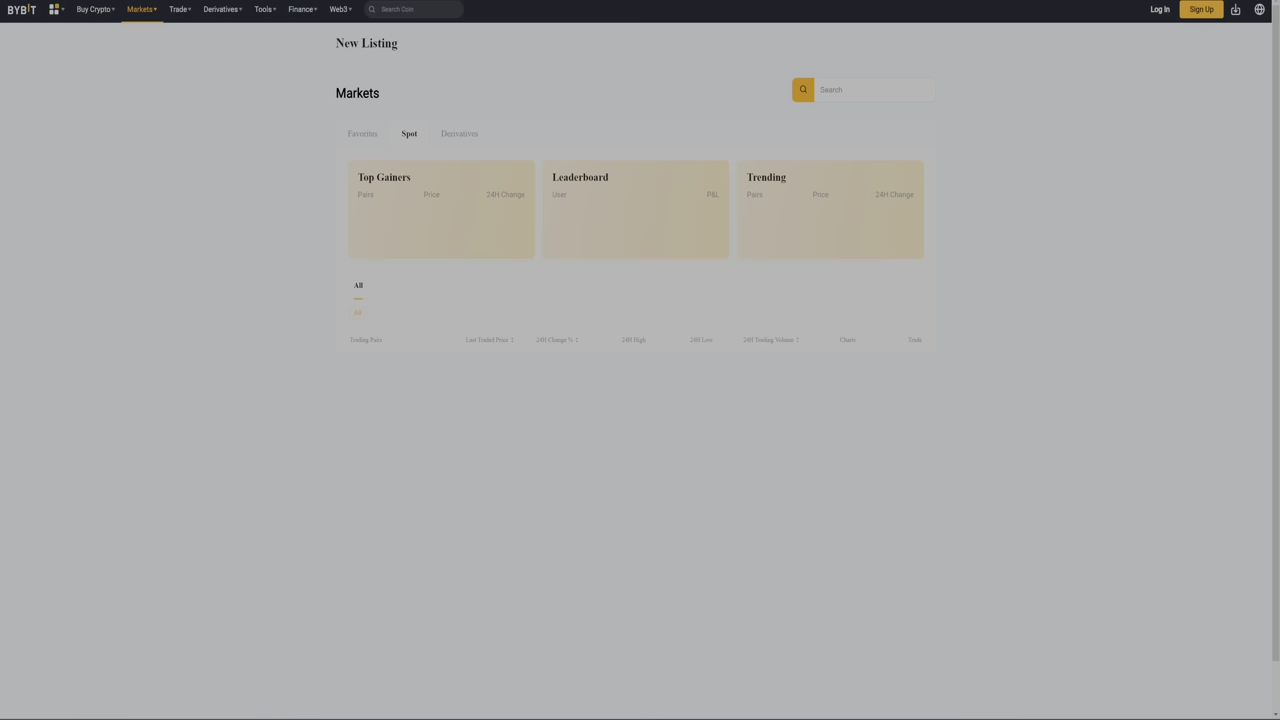 BYBIT Buy Crypto Markets Trade Derivatives Tools Finance Web3 Search Coin Log In Sign Up
New Listing
Markets
Search
Favorites Spot Derivatives
Top Gainers Leaderboard Trending
Pairs Price 24H Change User P&L Pairs Price 24H Change
All
All
Trading Pairs Last Traded Price 24H Change % 24H High 24H Low 24H Trading Volume Charts Trade